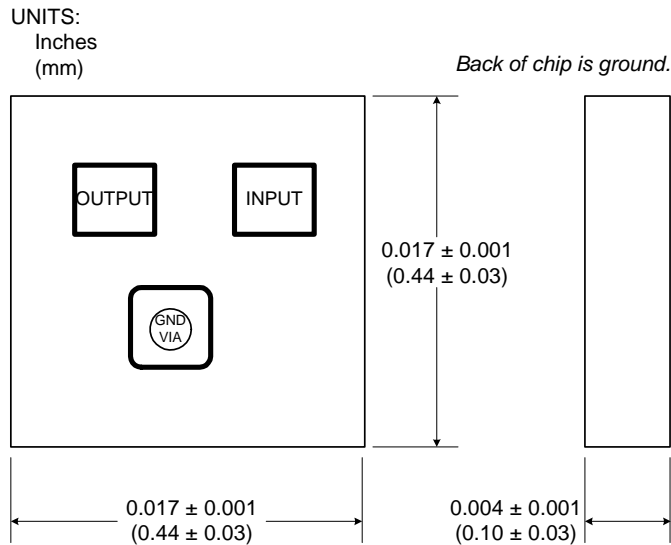 UNITS:
Inches
(mm)
Back of chip is ground.
OUTPUT
INPUT
GND
VIA
0.017 ± 0.001
(0.44 ± 0.03)
0.017 ± 0.001
(0.44 ± 0.03)
0.004 ± 0.001
(0.10 ± 0.03)